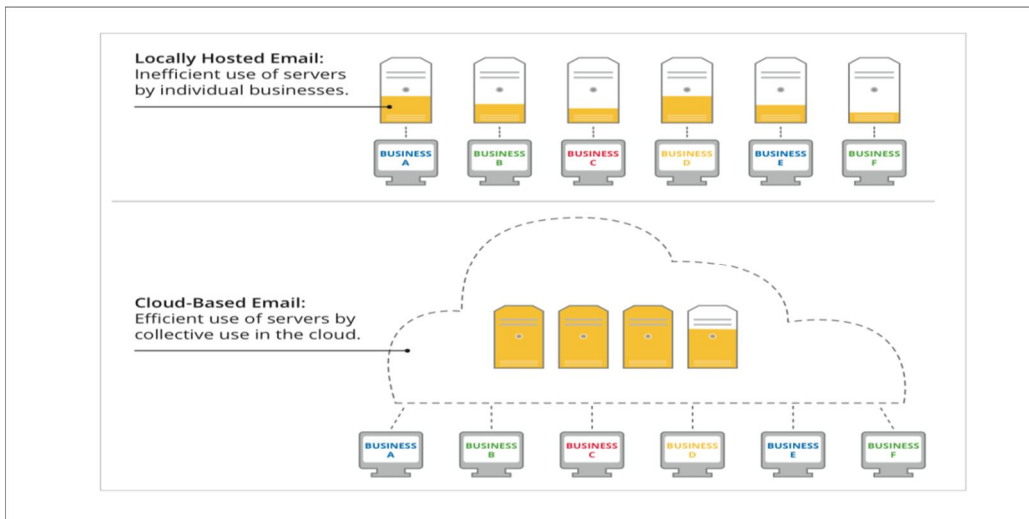 Locally Hosted Email:
Inefficient use of servers
by individual businesses.
BUSINESS
A
BUSINESS
B
BUSINESS
C
BUSINESS
D
BUSINESS
E
BUSINESS
F
Cloud-Based Email:
Efficient use of servers by
collective use in the cloud.
BUSINESS
A
BUSINESS
B
BUSINESS
C
BUSINESS
D
BUSINESS
E
BUSINESS
F